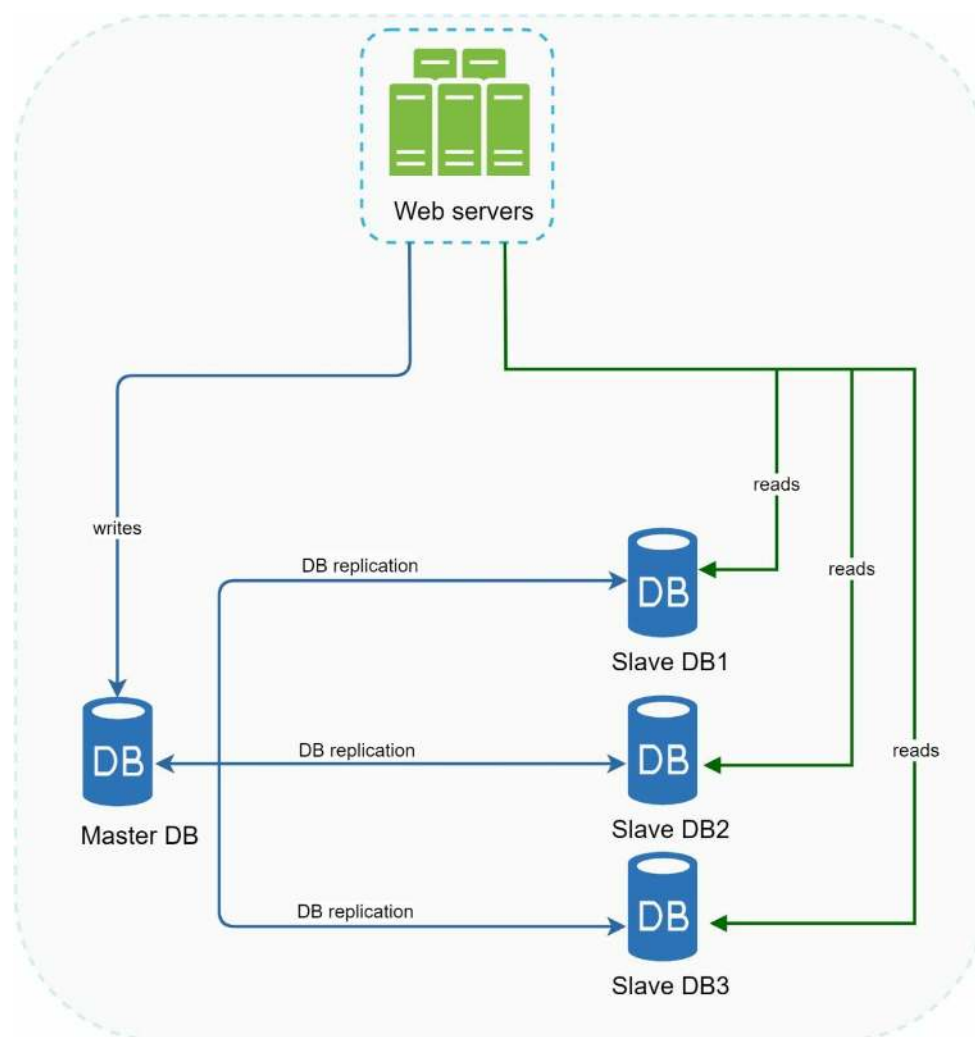 Web servers
reads
writes
DB replication
DB
reads
Slave DB1
DB
DB replication
DB
reads
Master DB
Slave DB2
DB replication
DB
Slave DB3